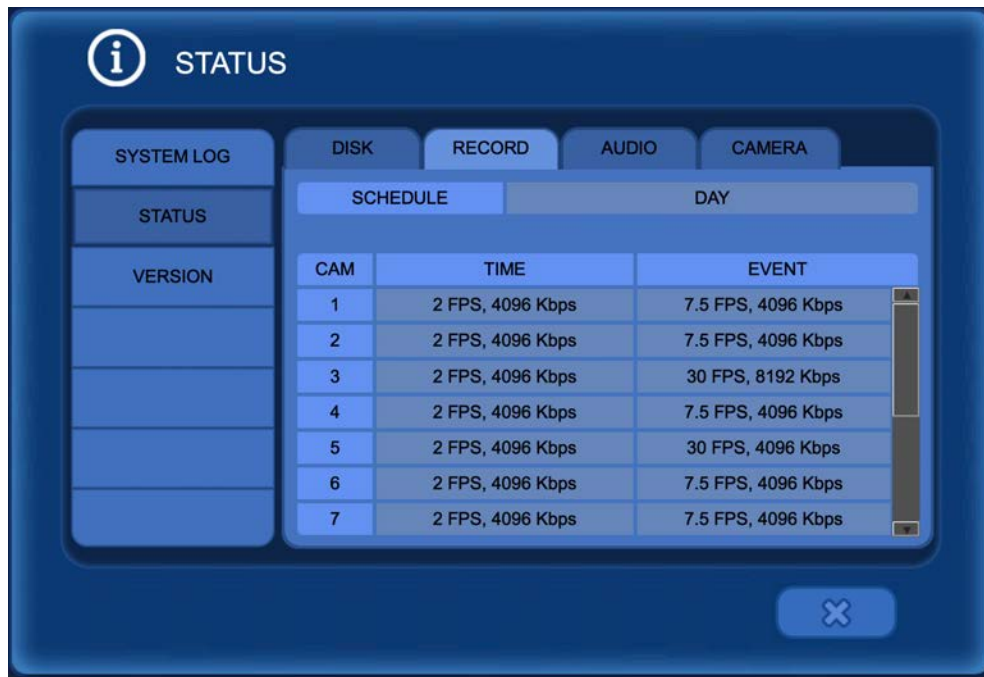 i STATUS
SYSTEM LOG
STATUS
VERSION
DISK RECORD AUDIO CAMERA
SCHEDULE DAY
CAM TIME EVENT
1 2 FPS, 4096 Kbps 7.5 FPS, 4096 Kbps
2 2 FPS, 4096 Kbps 7.5 FPS, 4096 Kbps
3 2 FPS, 4096 Kbps 30 FPS, 8192 Kbps
4 2 FPS, 4096 Kbps 7.5 FPS, 4096 Kbps
5 2 FPS, 4096 Kbps 30 FPS, 4096 Kbps
6 2 FPS, 4096 Kbps 7.5 FPS, 4096 Kbps
7 2 FPS, 4096 Kbps 7.5 FPS, 4096 Kbps